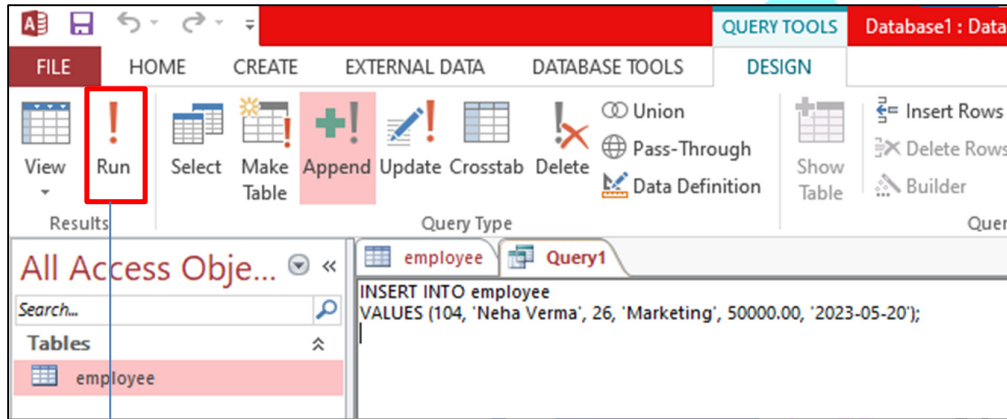 QUERY TOOLS
Database1 : Data
FILE HOME CREATE EXTERNAL DATA DATABASE TOOLS DESIGN
View
Run
Select
Make Table
Append
Update
Crosstab
Delete
Union
Pass-Through
Data Definition
Show Table
Insert Rows
Delete Rows
Builder
Results
Query Type
All Access Obje...
Search...
Tables
employee
employee
Query1
INSERT INTO employee
VALUES (104, 'Neha Verma', 26, 'Marketing', 50000.00, '2023-05-20');